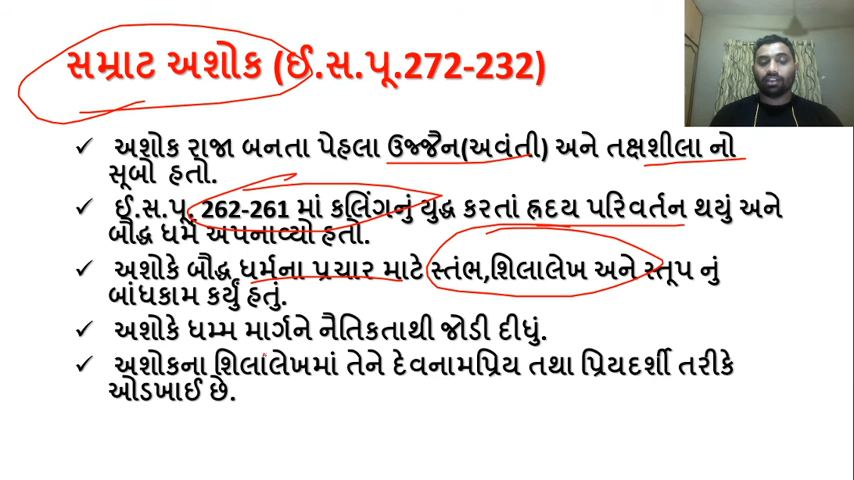 સમ્રાટ અશોક (ઈ.સ.પૂ.272-232)
✓ અશોક રાજા બનતા પેહલા ઉજ્જૈન(અવંતી) અને તક્ષશીલા નો
સૂબો હતો.
✓ ઈ.સ.પૂ. 262-261 માં કલિંગનું યુદ્ધ કરતાં હ્રદય પરિવર્તન થયું અને
બૌદ્ધ ધર્મ અપનાવ્યો હતો.
✓ અશોકે બૌદ્ધ ધર્મના પ્રચાર માટે સ્તંભ,શિલાલેખ અને સ્તૂપ નું
બાંધકામ કર્યું હતું.
✓ અશોકે ધમ્મ માર્ગને નૈતિકતાથી જોડી દીધું.
✓ અશોકના શિલાલેખમાં તેને દેવનામપ્રિય તથા પ્રિયદર્શી તરીકે
ઓડખાઈ છે.